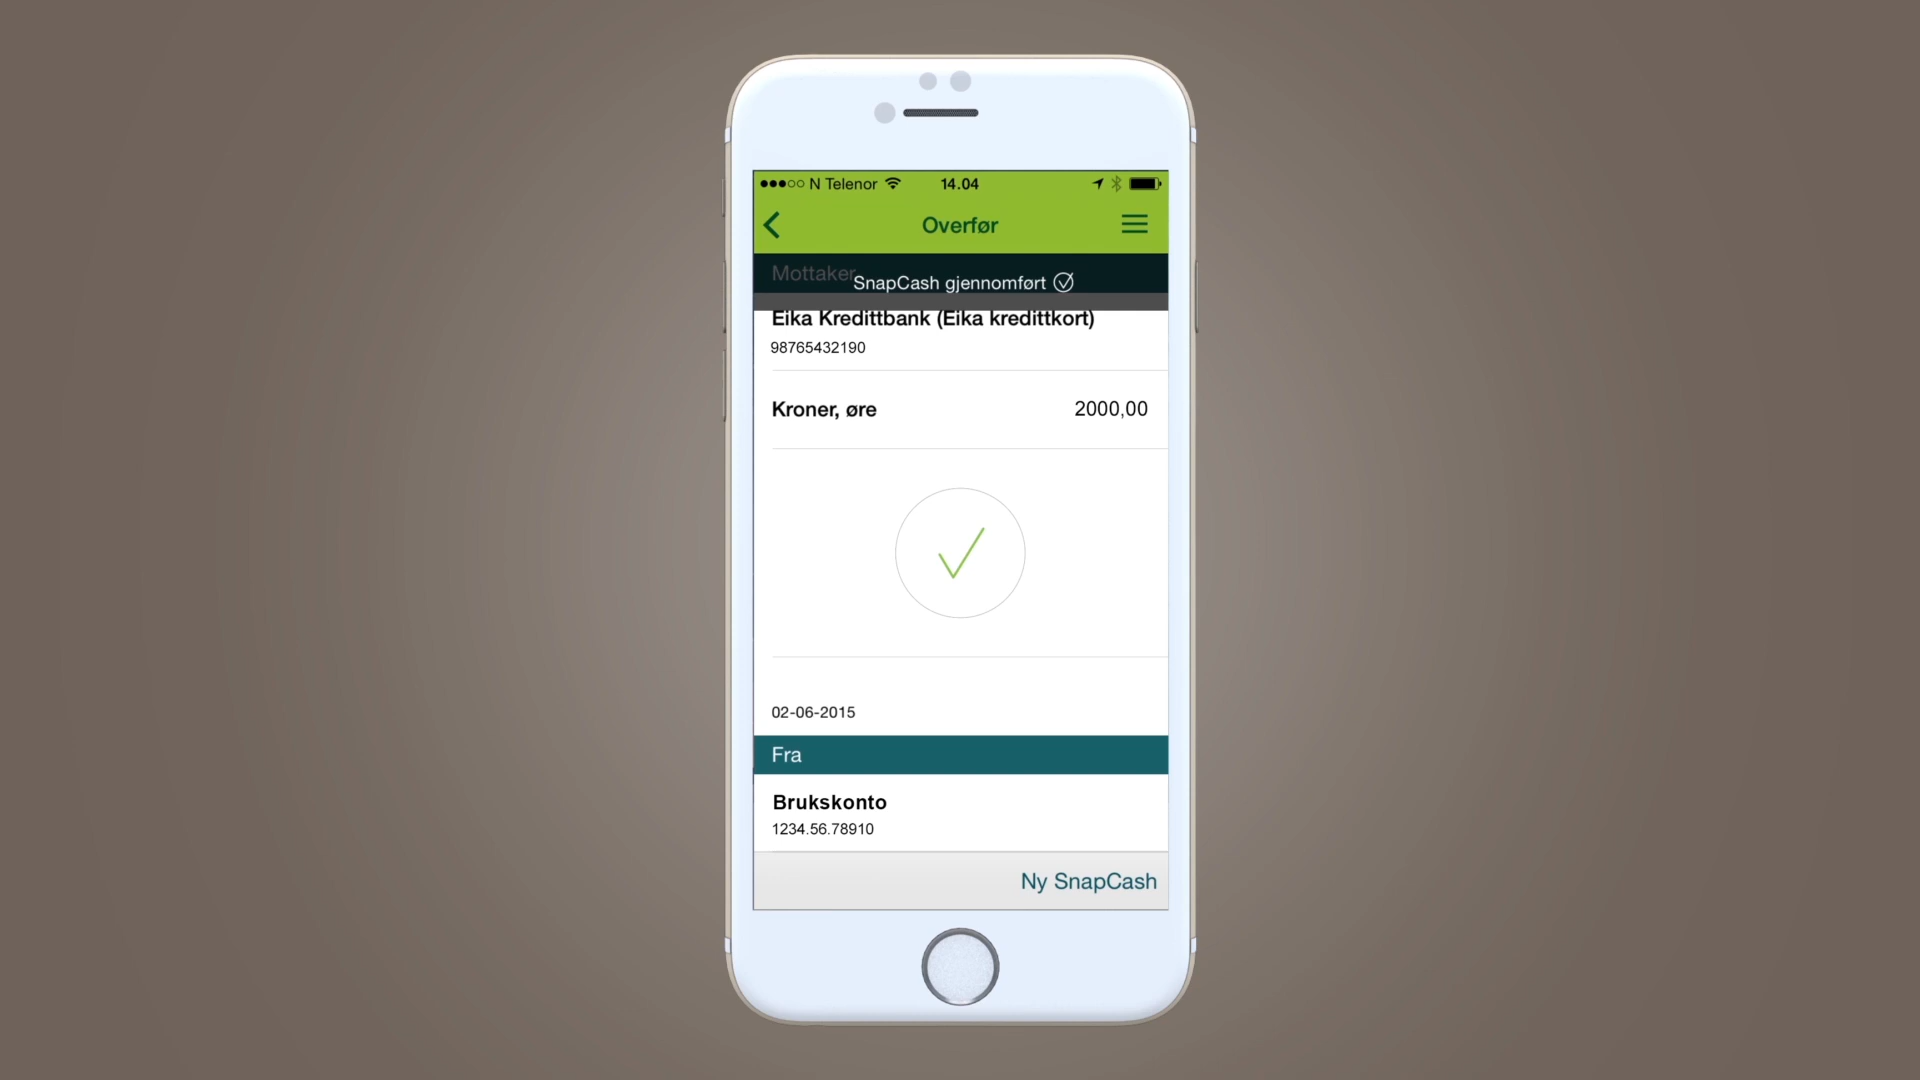 N Telenor 14.04
Overfør
Mottaker
SnapCash gjennomført
Eika Kredittbank (Eika kredittkort)
98765432190
Kroner, øre 2000,00
02-06-2015
Fra
Brukskonto
1234.56.78910
Ny SnapCash